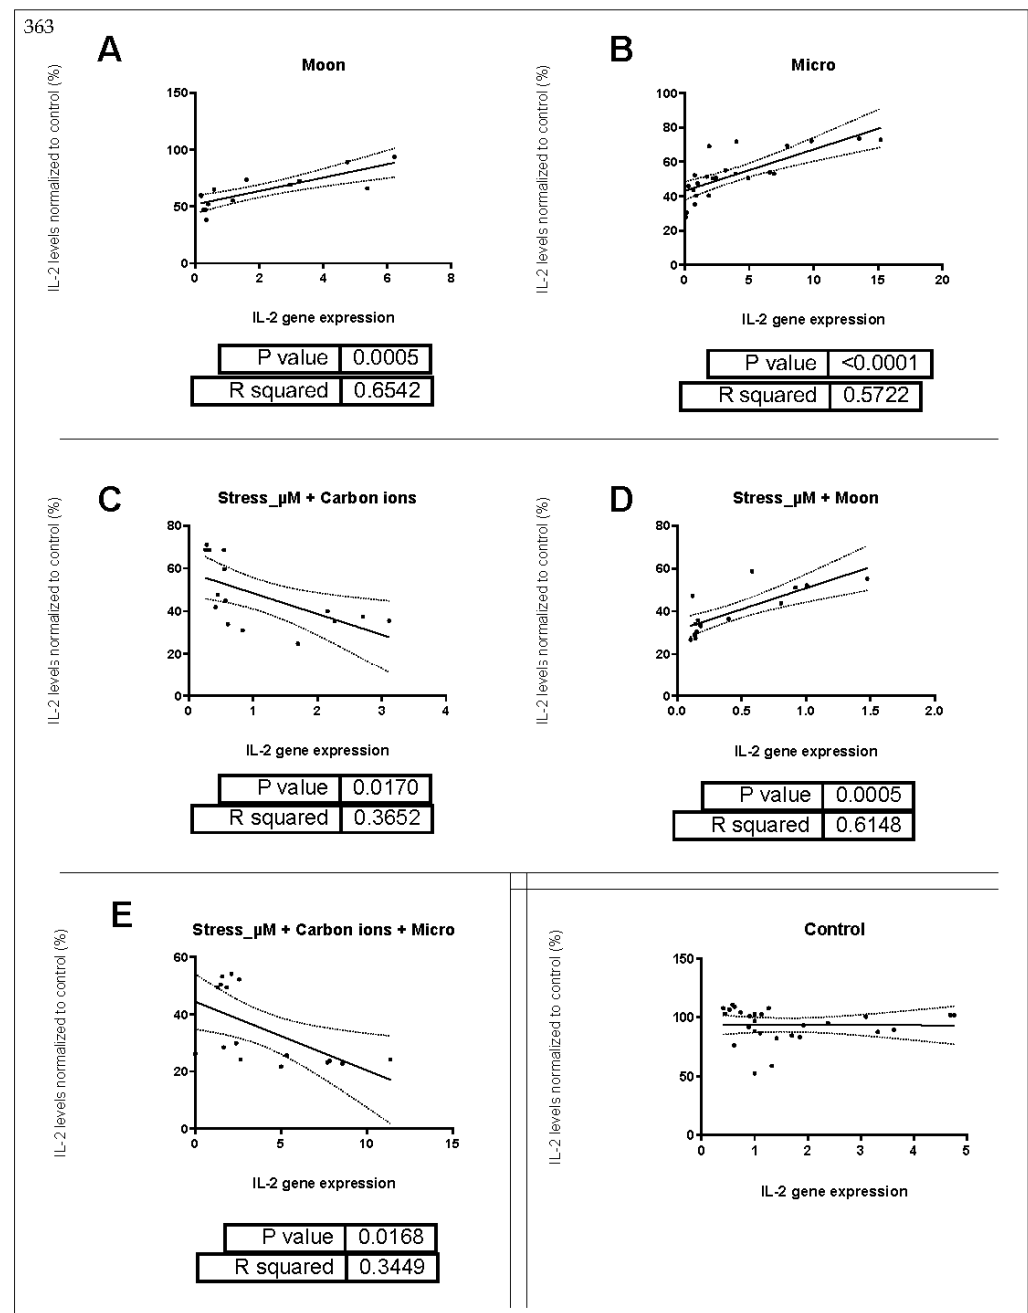 363
A
Moon
IL-2 levels normalized to control (%)
150
100
50
0
0 2 4 6 8
IL-2 gene expression
P value 0.0005
R squared 0.6542
B
Micro
IL-2 levels normalized to control (%)
100
80
60
40
20
0
0 5 10 15 20
IL-2 gene expression
P value <0.0001
R squared 0.5722
C
Stress_µM + Carbon ions
IL-2 levels normalized to control (%)
80
60
40
20
0
0 1 2 3 4
IL-2 gene expression
P value 0.0170
R squared 0.3652
D
Stress_µM + Moon
IL-2 levels normalized to control (%)
80
60
40
20
0
0.0 0.5 1.0 1.5 2.0
IL-2 gene expression
P value 0.0005
R squared 0.6148
E
Stress_µM + Carbon ions + Micro
IL-2 levels normalized to control (%)
60
40
20
0
0 5 10 15
IL-2 gene expression
P value 0.0168
R squared 0.3449
Control
IL-2 levels normalized to control (%)
150
100
50
0
0 1 2 3 4 5
IL-2 gene expression